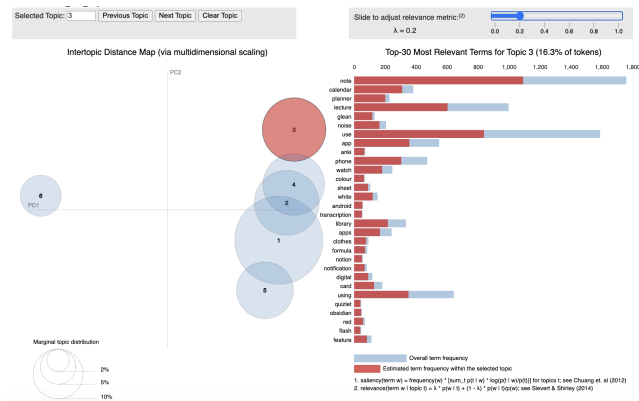 Selected Topic: 3 Previous Topic Next Topic Clear Topic
Slide to adjust relevance metric:(2)
λ = 0.2
0.0 0.2 0.4 0.6 0.8 1.0
Intertopic Distance Map (via multidimensional scaling)
PC2
PC1
3
4
6
2
1
5
Marginal topic distribution
2%
5%
10%
Top-30 Most Relevant Terms for Topic 3 (16.3% of tokens)
0 200 400 600 800 1,000 1,200 1,400 1,600 1,800
note
calendar
planner
lecture
glean
noise
use
app
anki
phone
watch
colour
sheet
white
android
transcription
library
apps
clothes
formula
notion
notification
digital
card
using
quizlet
obsidian
red
flash
feature
Overall term frequency
Estimated term frequency within the selected topic
1. saliency(term w) = frequency(w) * [sum_t p(t | w) * log(p(t | w)/p(t))] for topics t; see Chuang et. al (2012)
2. relevance(term w | topic t) = λ * p(w | t) + (1 - λ) * p(w | t)/p(w); see Sievert & Shirley (2014)